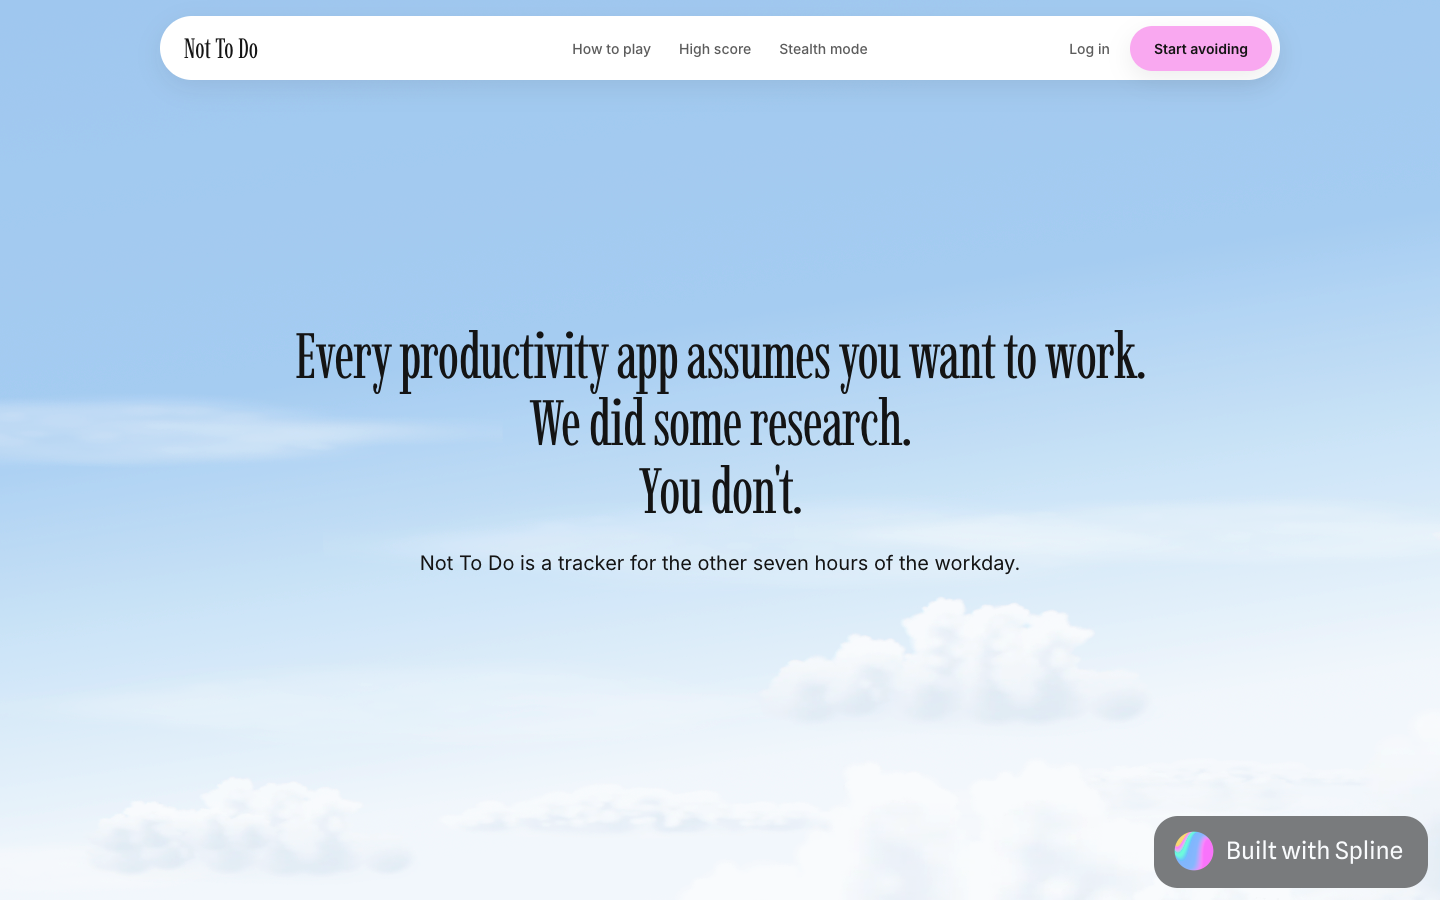 Not To Do
How to play
High score
Stealth mode
Log in
Start avoiding
Every productivity app assumes you want to work.
We did some research.
You don't.
Not To Do is a tracker for the other seven hours of the workday.
Built with Spline